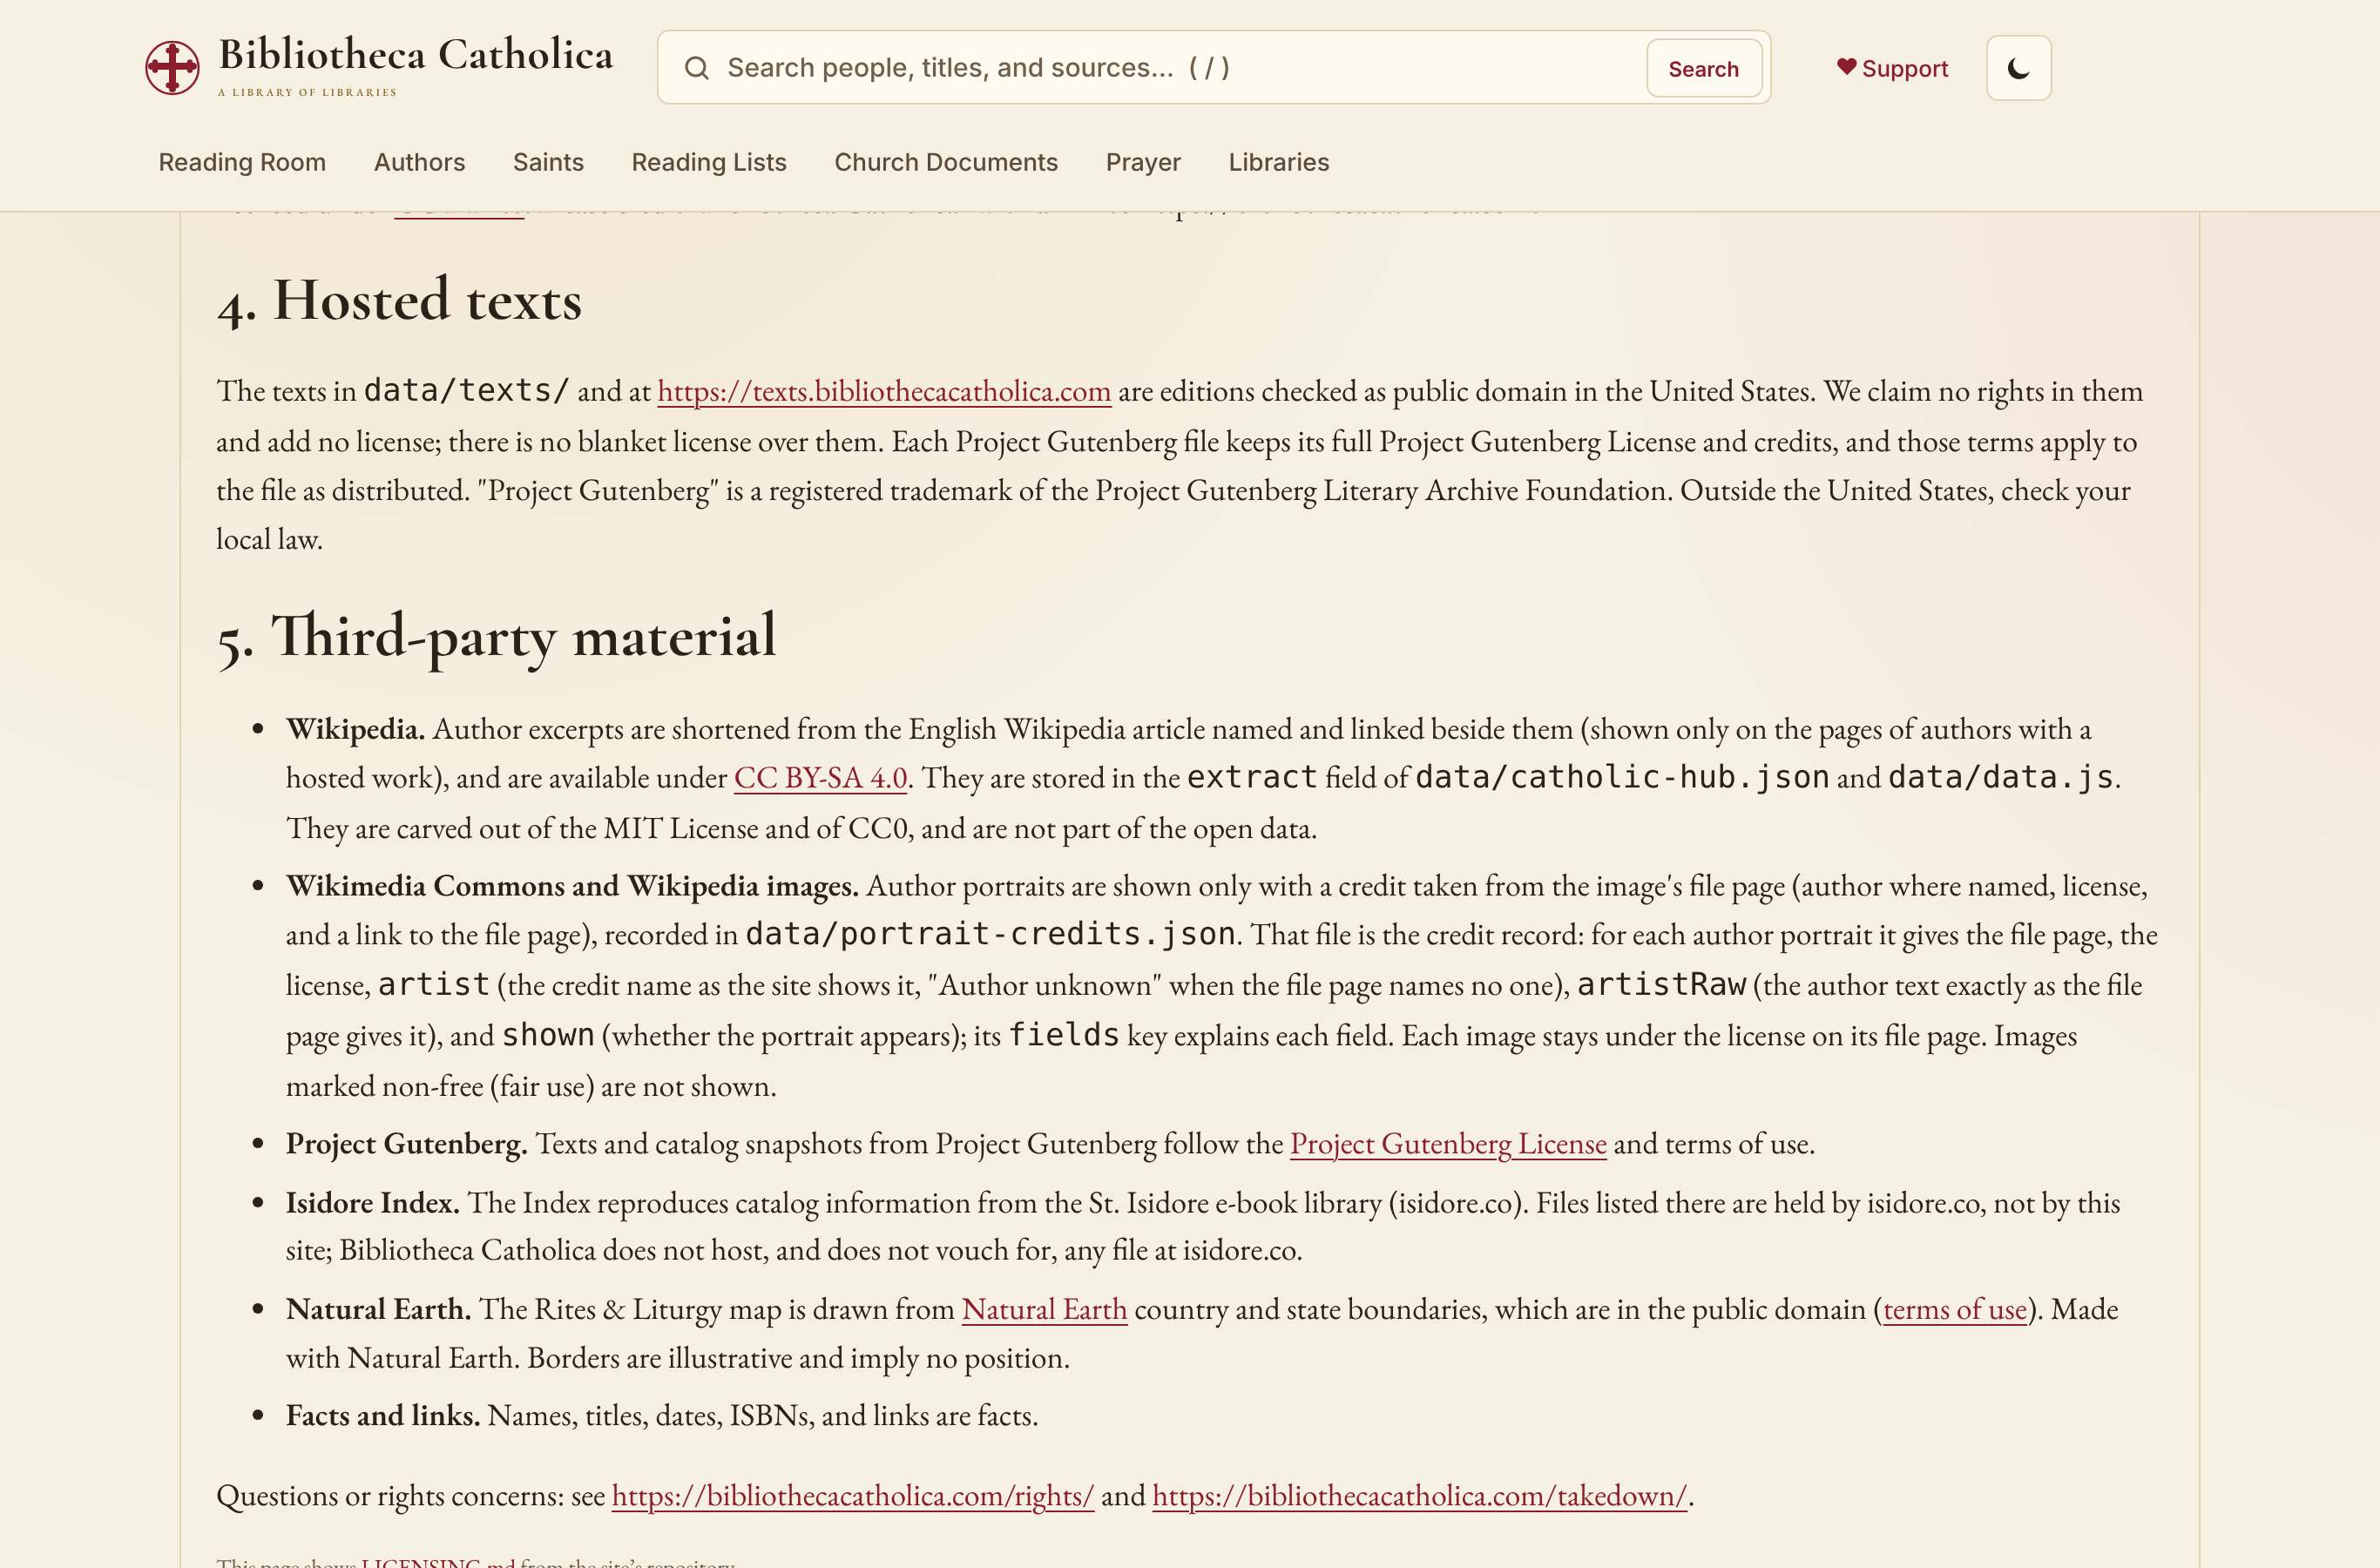 Bibliotheca Catholica
A LIBRARY OF LIBRARIES
Search people, titles, and sources... ( / )
Search
Support
Reading Room
Authors
Saints
Reading Lists
Church Documents
Prayer
Libraries
4. Hosted texts
The texts in data/texts/ and at https://texts.bibliothecacatholica.com are editions checked as public domain in the United States. We claim no rights in them
and add no license; there is no blanket license over them. Each Project Gutenberg file keeps its full Project Gutenberg License and credits, and those terms apply to
the file as distributed. "Project Gutenberg" is a registered trademark of the Project Gutenberg Literary Archive Foundation. Outside the United States, check your
local law.
5. Third-party material
• Wikipedia. Author excerpts are shortened from the English Wikipedia article named and linked beside them (shown only on the pages of authors with a
hosted work), and are available under CC BY-SA 4.0. They are stored in the extract field of data/catholic-hub.json and data/data.js.
They are carved out of the MIT License and of CC0, and are not part of the open data.
• Wikimedia Commons and Wikipedia images. Author portraits are shown only with a credit taken from the image's file page (author where named, license,
and a link to the file page), recorded in data/portrait-credits.json. That file is the credit record: for each author portrait it gives the file page, the
license, artist (the credit name as the site shows it, "Author unknown" when the file page names no one), artistRaw (the author text exactly as the file
page gives it), and shown (whether the portrait appears); its fields key explains each field. Each image stays under the license on its file page. Images
marked non-free (fair use) are not shown.
• Project Gutenberg. Texts and catalog snapshots from Project Gutenberg follow the Project Gutenberg License and terms of use.
• Isidore Index. The Index reproduces catalog information from the St. Isidore e-book library (isidore.co). Files listed there are held by isidore.co, not by this
site; Bibliotheca Catholica does not host, and does not vouch for, any file at isidore.co.
• Natural Earth. The Rites & Liturgy map is drawn from Natural Earth country and state boundaries, which are in the public domain (terms of use). Made
with Natural Earth. Borders are illustrative and imply no position.
• Facts and links. Names, titles, dates, ISBNs, and links are facts.
Questions or rights concerns: see https://bibliothecacatholica.com/rights/ and https://bibliothecacatholica.com/takedown/.
This page shows LICENSING.md from the site's repository.